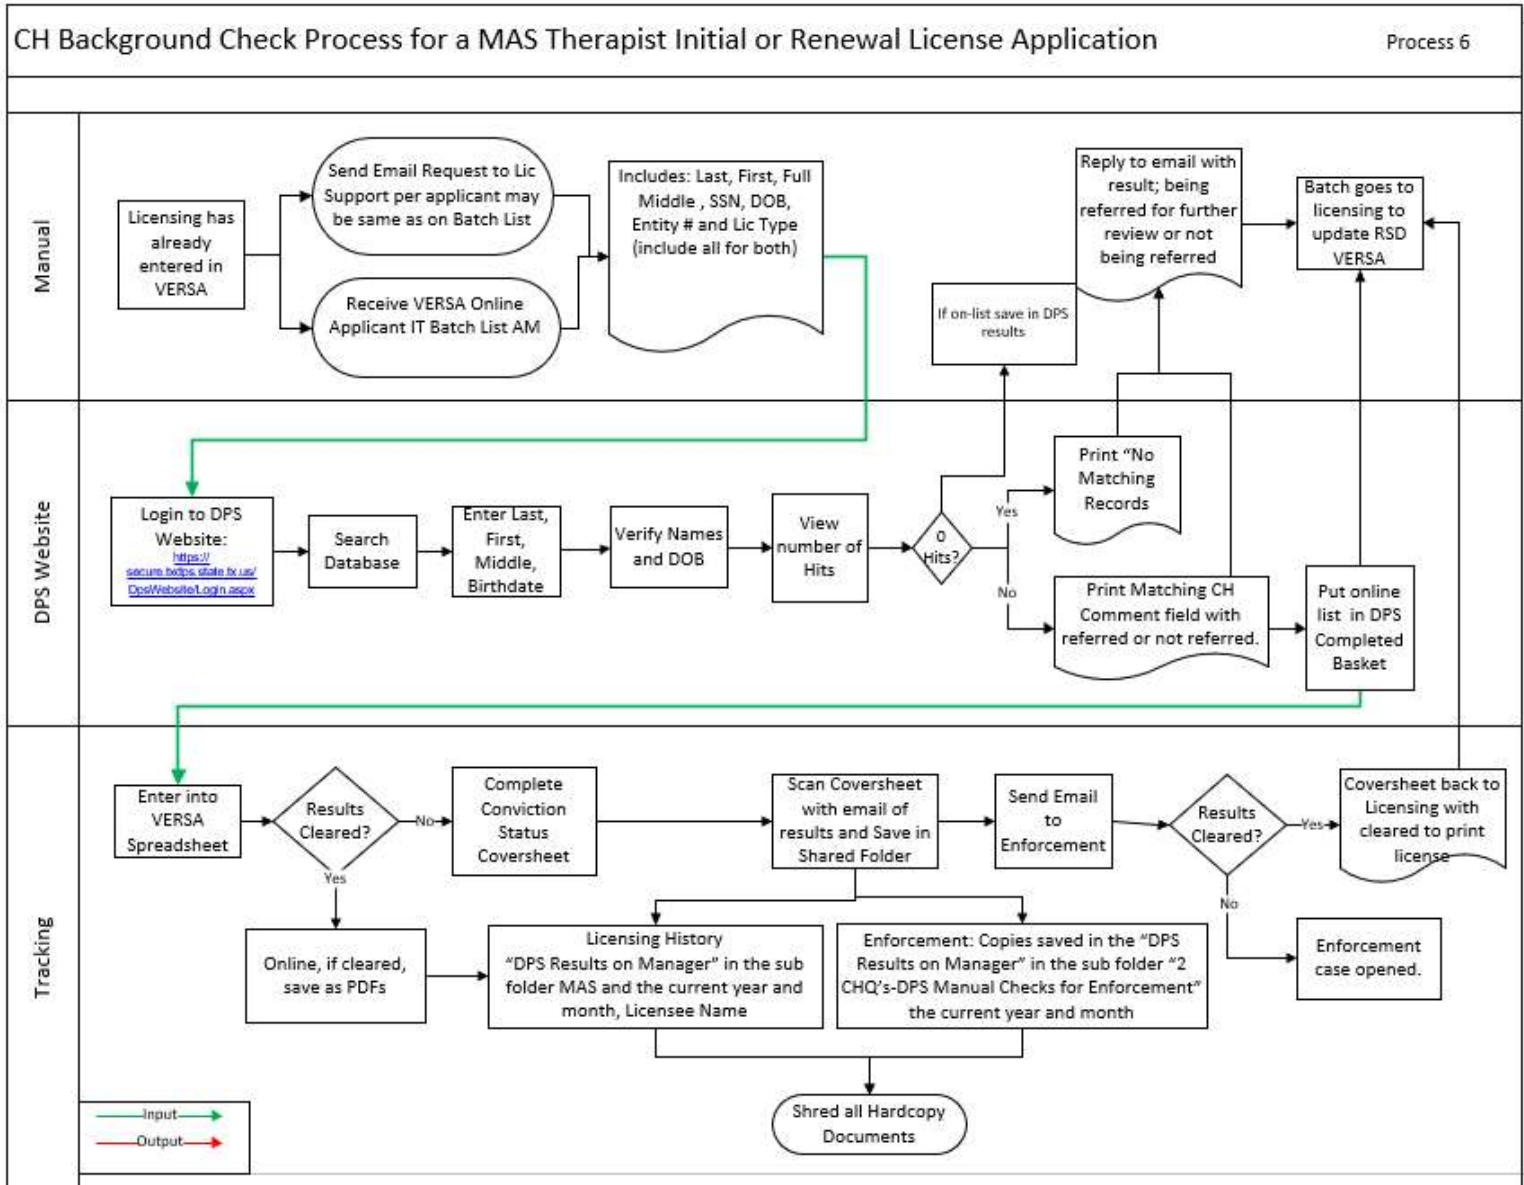 CH Background Check Process for a MAS Therapist Initial or Renewal License Application
Process 6
Manual
Licensing has
already
entered in
VERSA
Send Email Request to Lic
Support per applicant may
be same as on Batch List
Receive VERSA Online
Applicant IT Batch List AM
Includes: Last, First, Full
Middle , SSN, DOB,
Entity # and Lic Type
(include all for both)
If on-list save in DPS
results
Reply to email with
result; being
referred for further
review or not
being referred
Batch goes to
licensing to
update RSD
VERSA
DPS Website
Login to DPS
Website:
https://
secure.txdps.state.tx.us/
DpsWebsite/Login.aspx
Search
Database
Enter Last,
First,
Middle,
Birthdate
Verify Names
and DOB
View
number of
Hits
0
Hits?
Yes
No
Print “No
Matching
Records
Print Matching CH
Comment field with
referred or not referred.
Put online
list in DPS
Completed
Basket
Tracking
Enter into
VERSA
Spreadsheet
Results
Cleared?
No
Yes
Complete
Conviction
Status
Coversheet
Scan Coversheet
with email of
results and Save in
Shared Folder
Send Email
to
Enforcement
Results
Cleared?
Yes
No
Coversheet back to
Licensing with
cleared to print
license
Online, if cleared,
save as PDFs
Licensing History
“DPS Results on Manager” in the sub
folder MAS and the current year and
month, Licensee Name
Enforcement: Copies saved in the “DPS
Results on Manager” in the sub folder “2
CHQ’s-DPS Manual Checks for Enforcement”
the current year and month
Enforcement
case opened.
Shred all Hardcopy
Documents
Input
Output